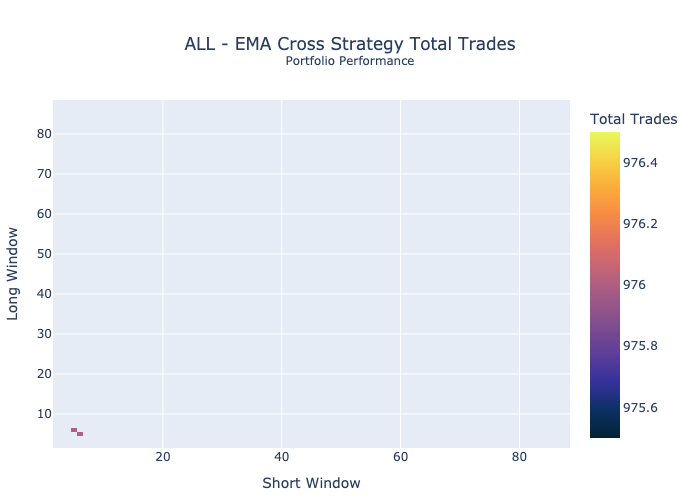 ALL - EMA Cross Strategy Total Trades
Portfolio Performance
Total Trades
976.4
976.2
976
975.8
975.6
Long Window
80
70
60
50
40
30
20
10
20 40 60 80
Short Window